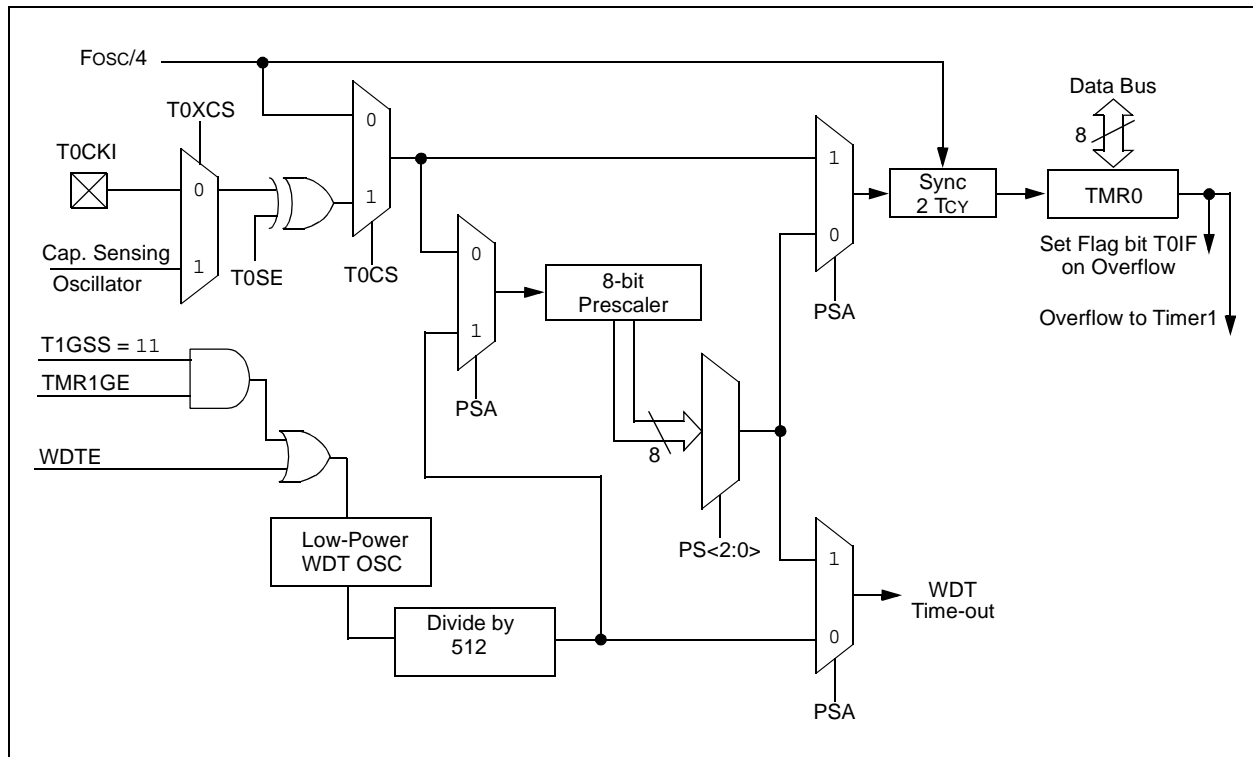 FOSC/4
T0XCS
T0CKI
0
1
Cap. Sensing
Oscillator
T0SE
0
1
T0CS
0
1
PSA
8-bit
Prescaler
8
PS<2:0>
1
0
PSA
Sync
2 TCY
Data Bus
8
TMR0
Set Flag bit T0IF
on Overflow
Overflow to Timer1
T1GSS = 11
TMR1GE
WDTE
Low-Power
WDT OSC
Divide by
512
1
0
PSA
WDT
Time-out